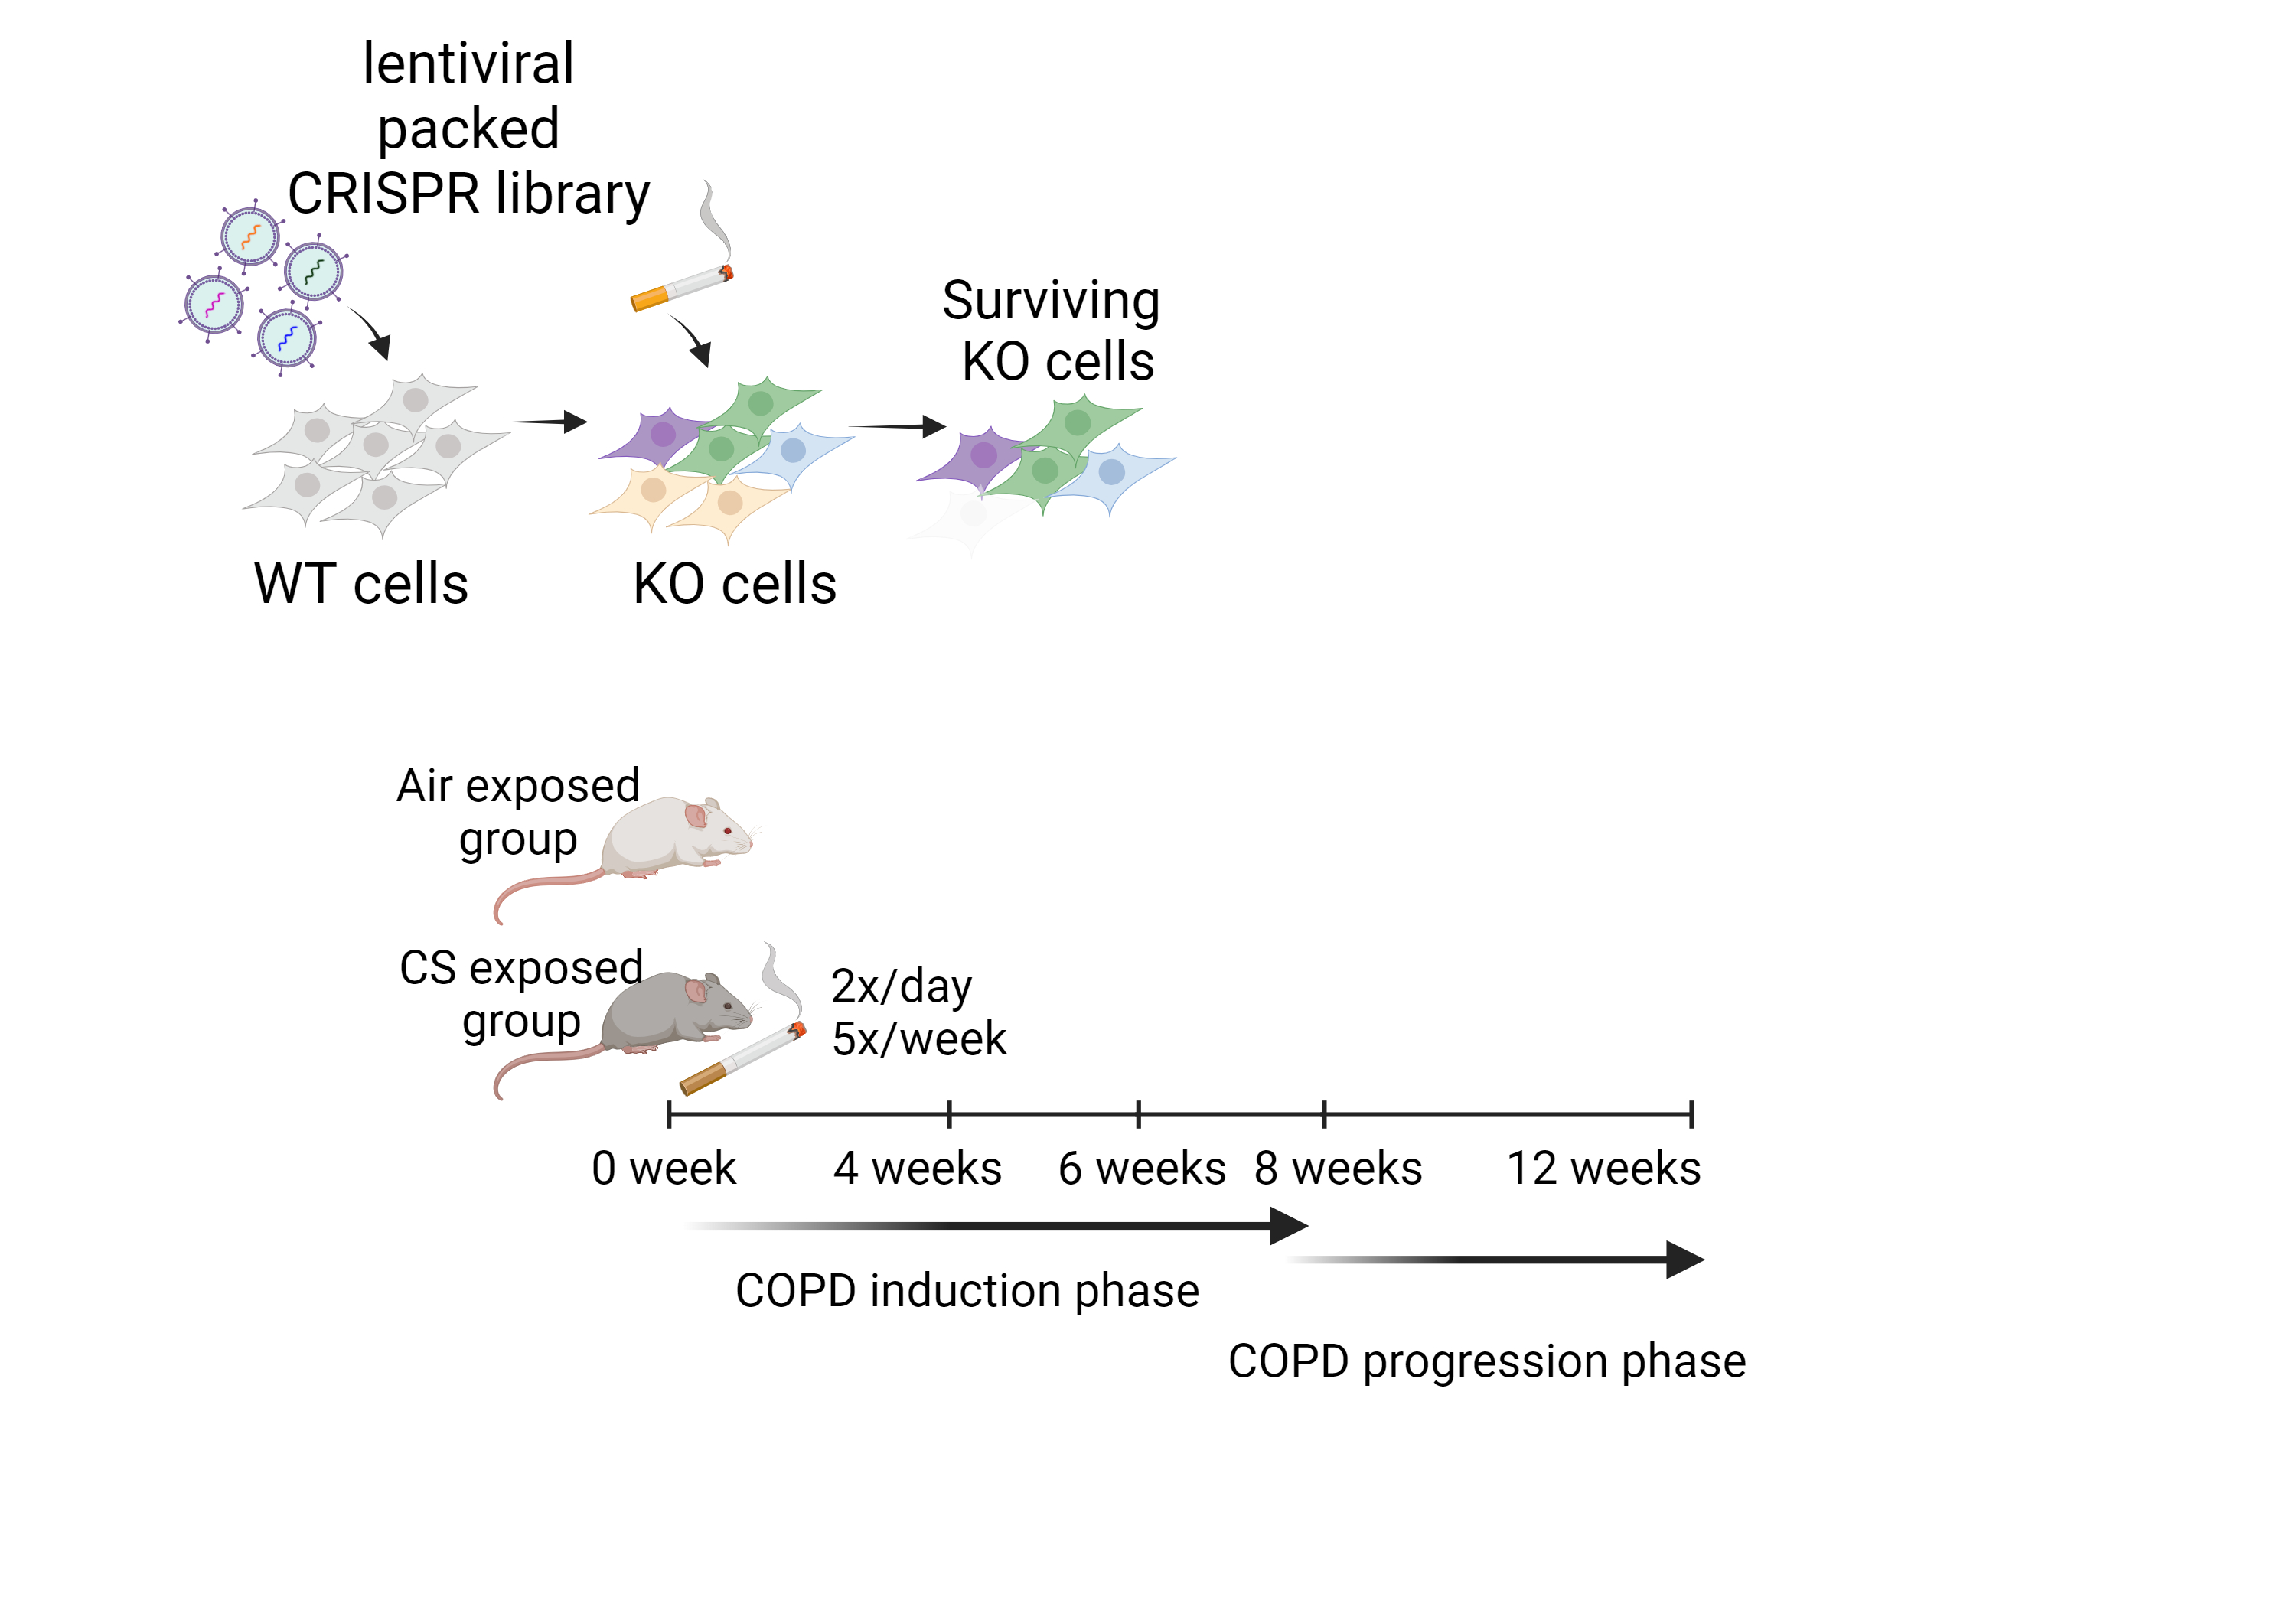 lentiviral
packed
CRISPR library
Surviving
KO cells
WT cells
KO cells
Air exposed
group
CS exposed
group
2x/day
5x/week
0 week
4 weeks
6 weeks
8 weeks
12 weeks
COPD induction phase
COPD progression phase